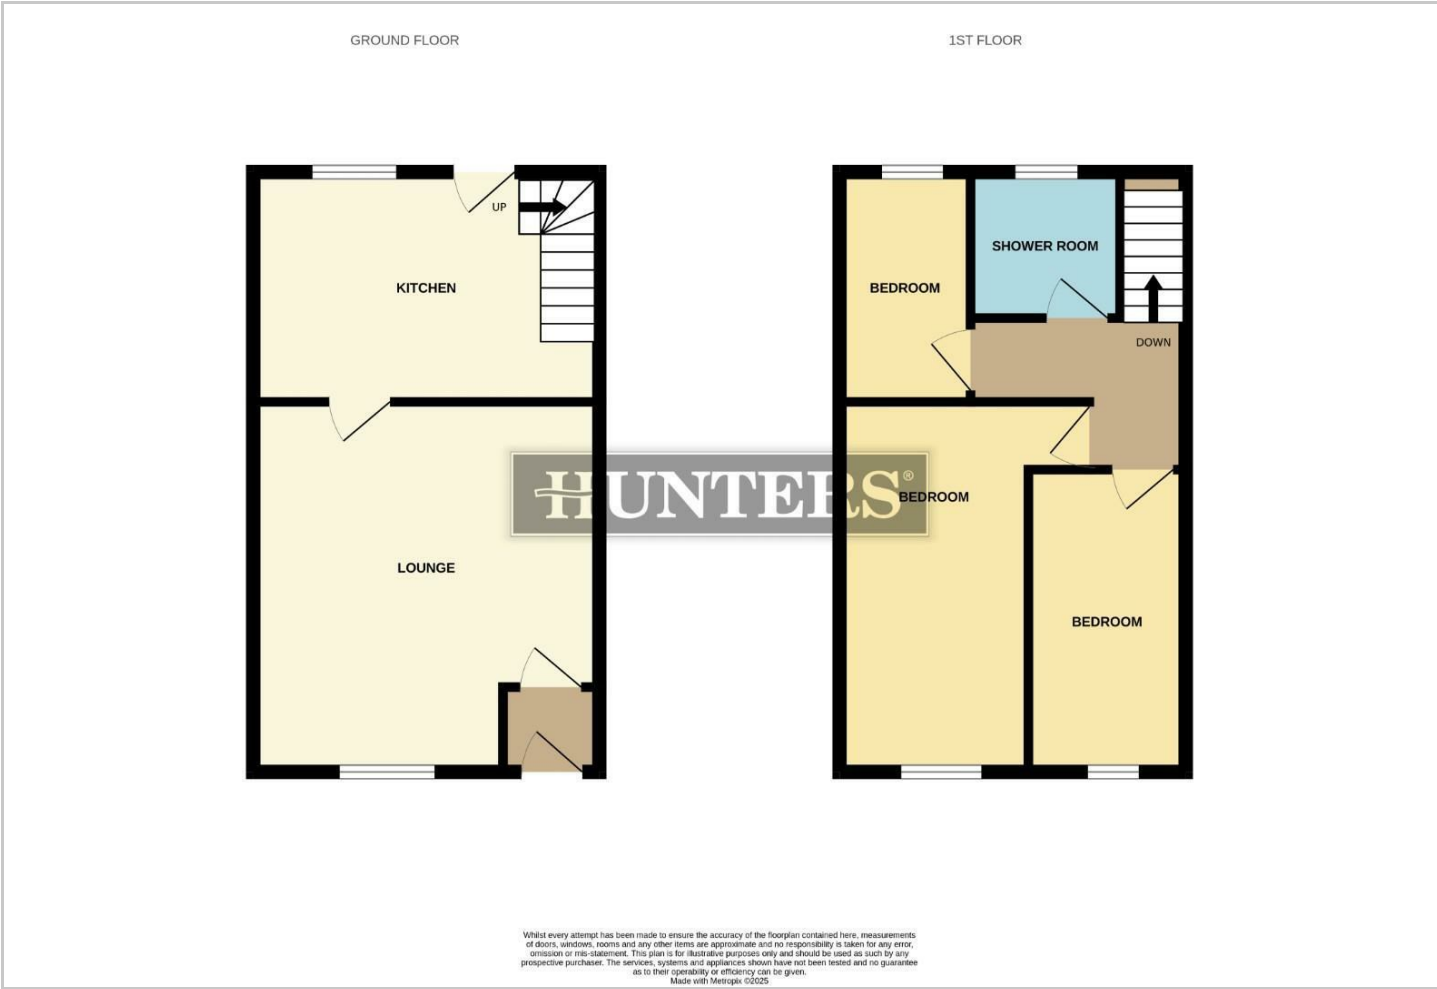 GROUND FLOOR
1ST FLOOR
UP
KITCHEN
LOUNGE
BEDROOM
SHOWER ROOM
DOWN
HUNTERS®
BEDROOM
BEDROOM
Whilst every attempt has been made to ensure the accuracy of the floorplan contained here, measurements
of doors, windows, rooms and any other items are approximate and no responsibility is taken for any error,
omission or mis-statement. This plan is for illustrative purposes only and should be used as such by any
prospective purchaser. The services, systems and appliances shown have not been tested and no guarantee
as to their operability or efficiency can be given.
Made with Metropix ©2025